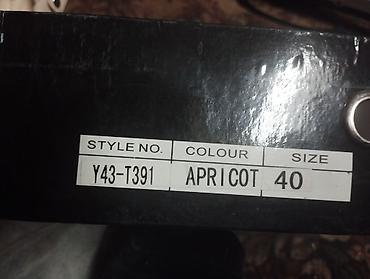 STYLE NO. COLOUR SIZE
Y43-T391 APRICOT 40